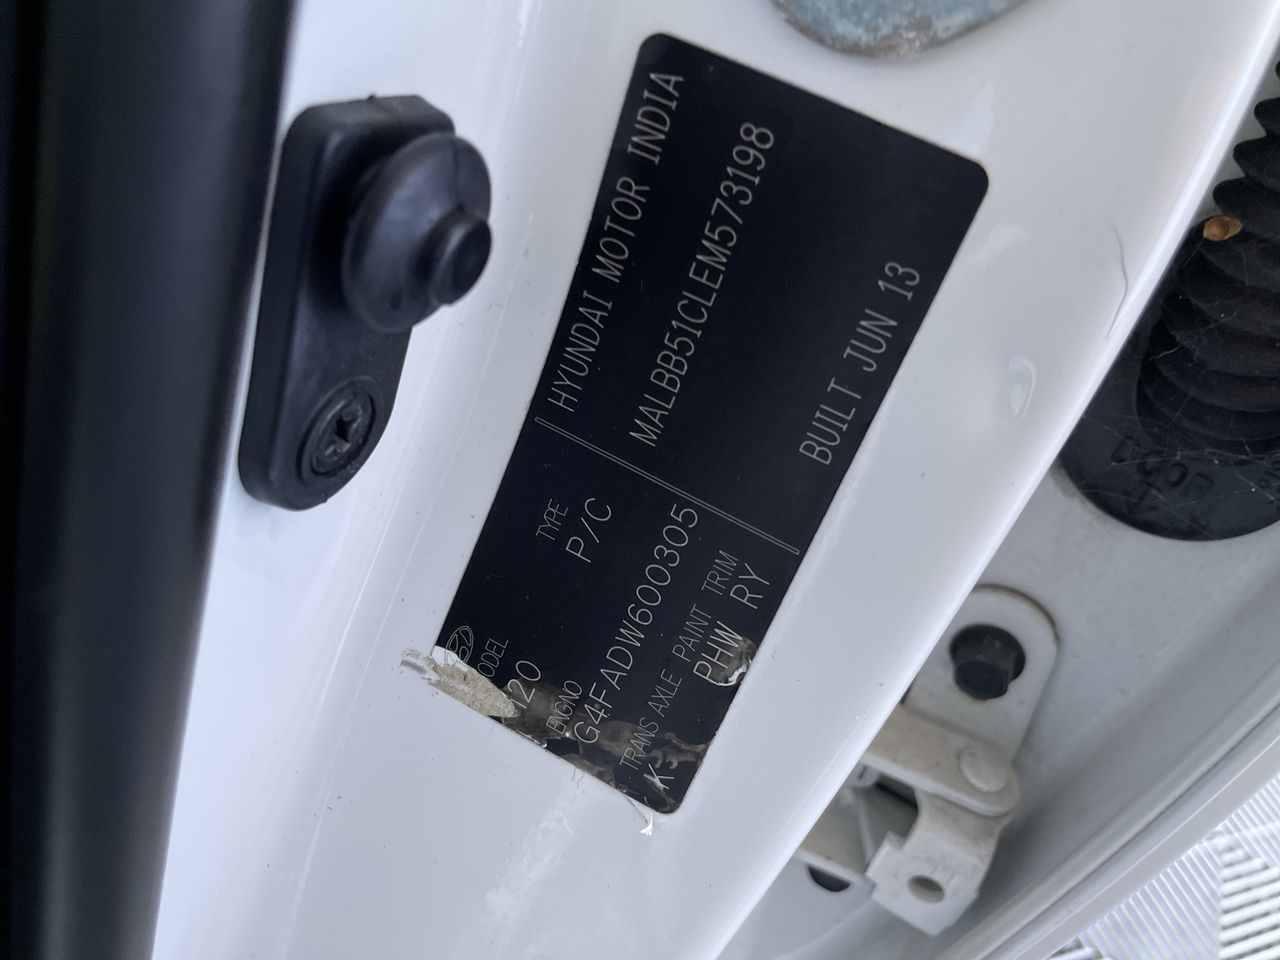 HYUNDAI MOTOR INDIA
MALBB51CLEM573198
BUILT JUN 13
TYPE
P/C
ENGNO
G4FADW600305
TRANS AXLE PAINT TRIM
PHW RY